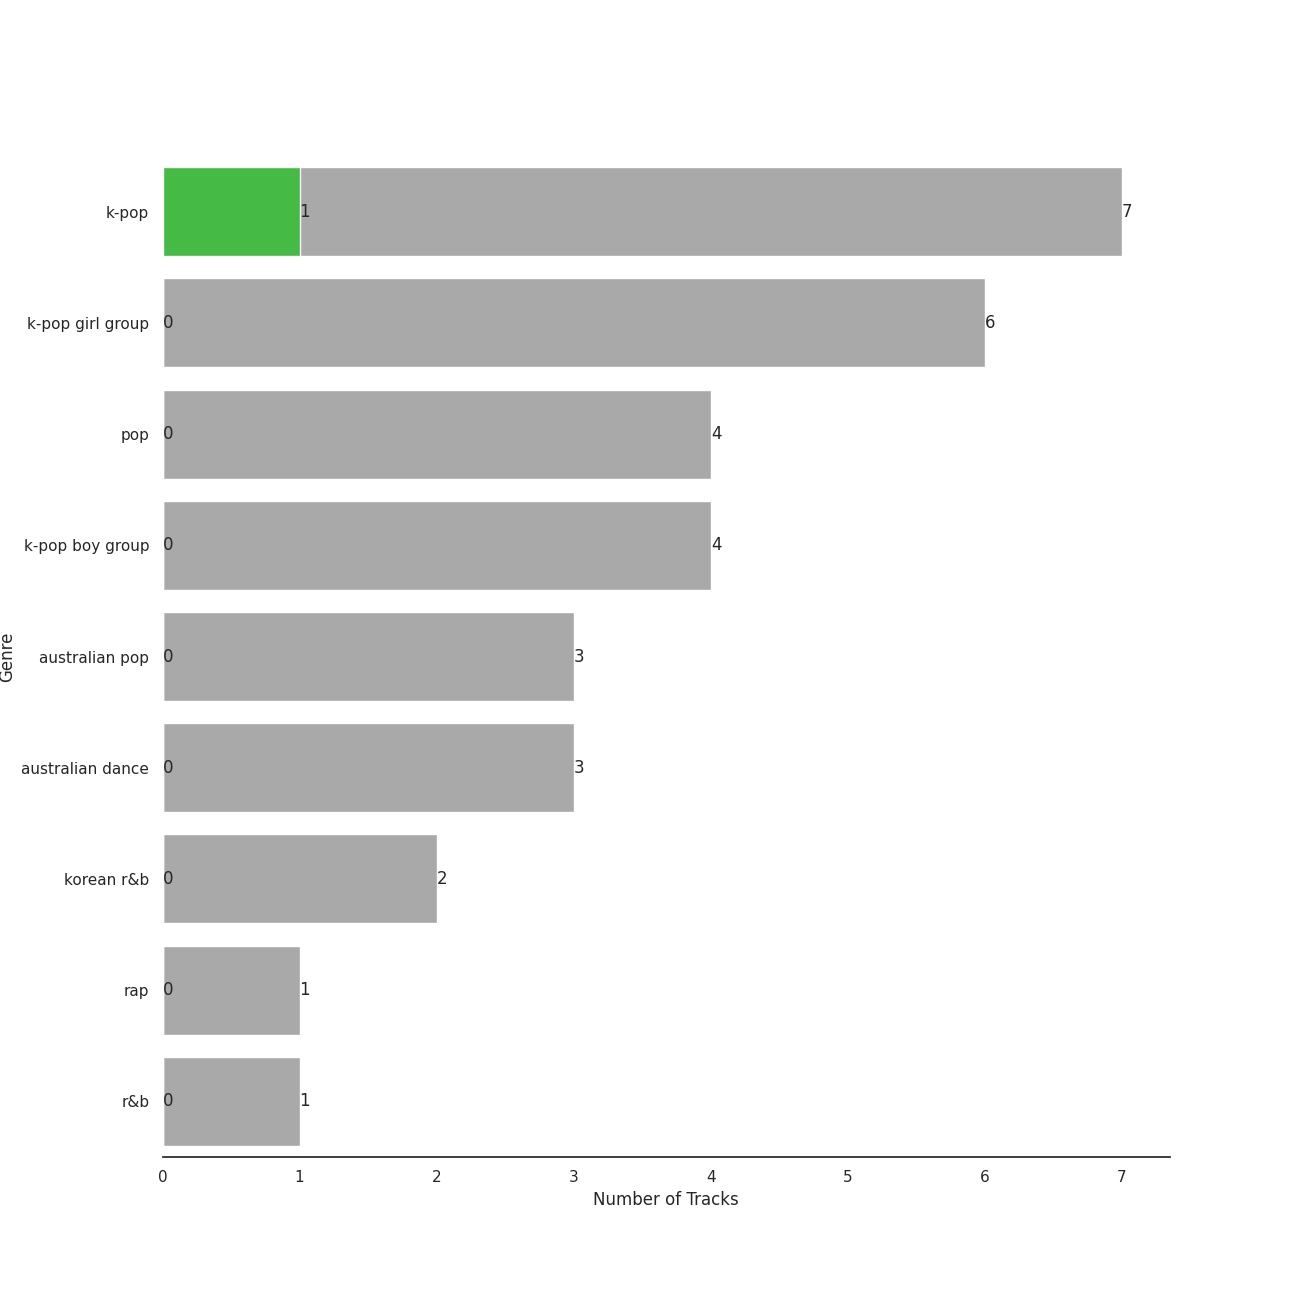 k-pop 1 7
k-pop girl group 0 6
pop 0 4
k-pop boy group 0 4
Genre
australian pop 0 3
australian dance 0 3
korean r&b 0 2
rap 0 1
r&b 0 1
0 1 2 3 4 5 6 7
Number of Tracks